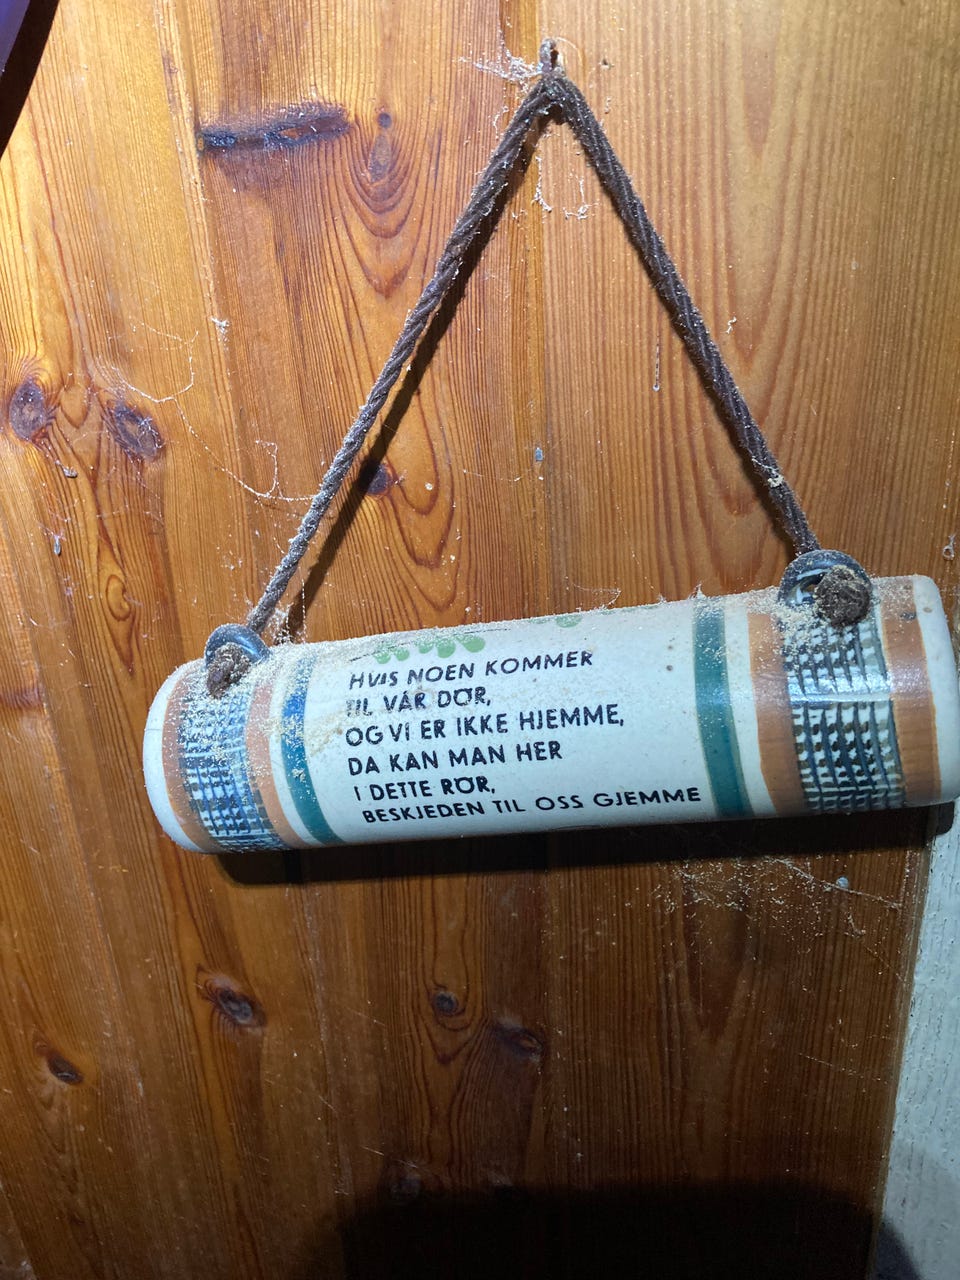 HVIS NOEN KOMMER
TIL VÅR DØR,
OG VI ER IKKE HJEMME,
DA KAN MAN HER
I DETTE RØR,
BESKJEDEN TIL OSS GJEMME